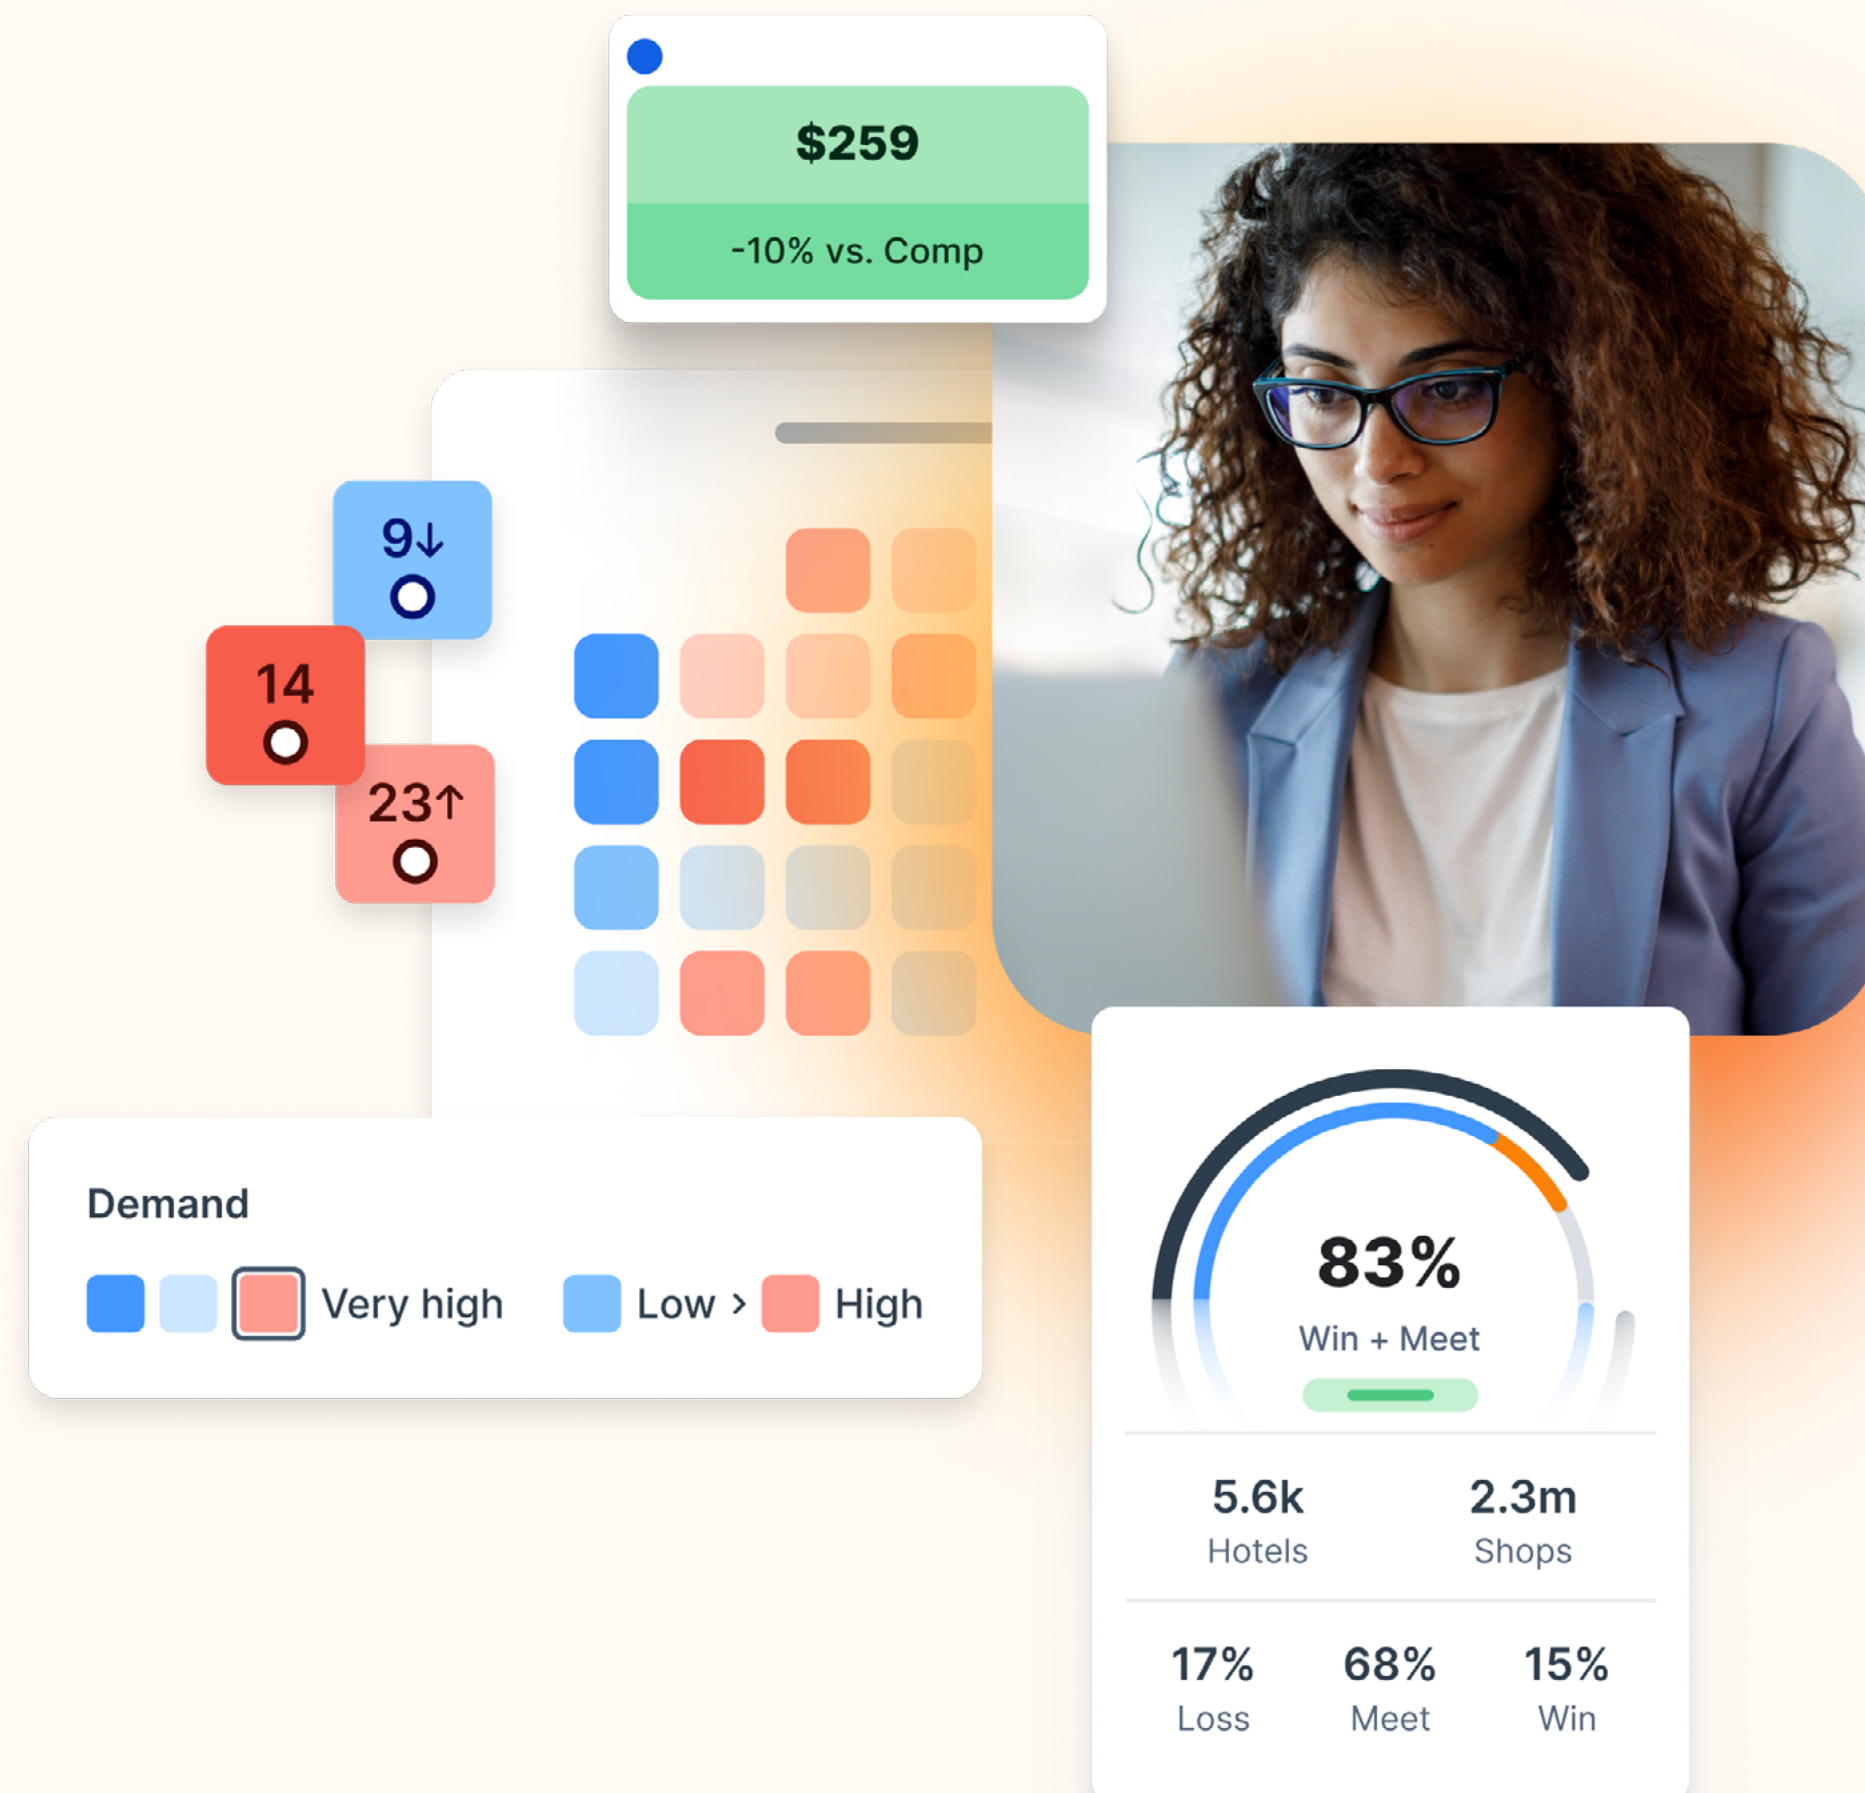 $259
-10% vs. Comp
9↓
14
23↑
Demand
Very high
Low > High
83%
Win + Meet
5.6k
Hotels
2.3m
Shops
17%
Loss
68%
Meet
15%
Win